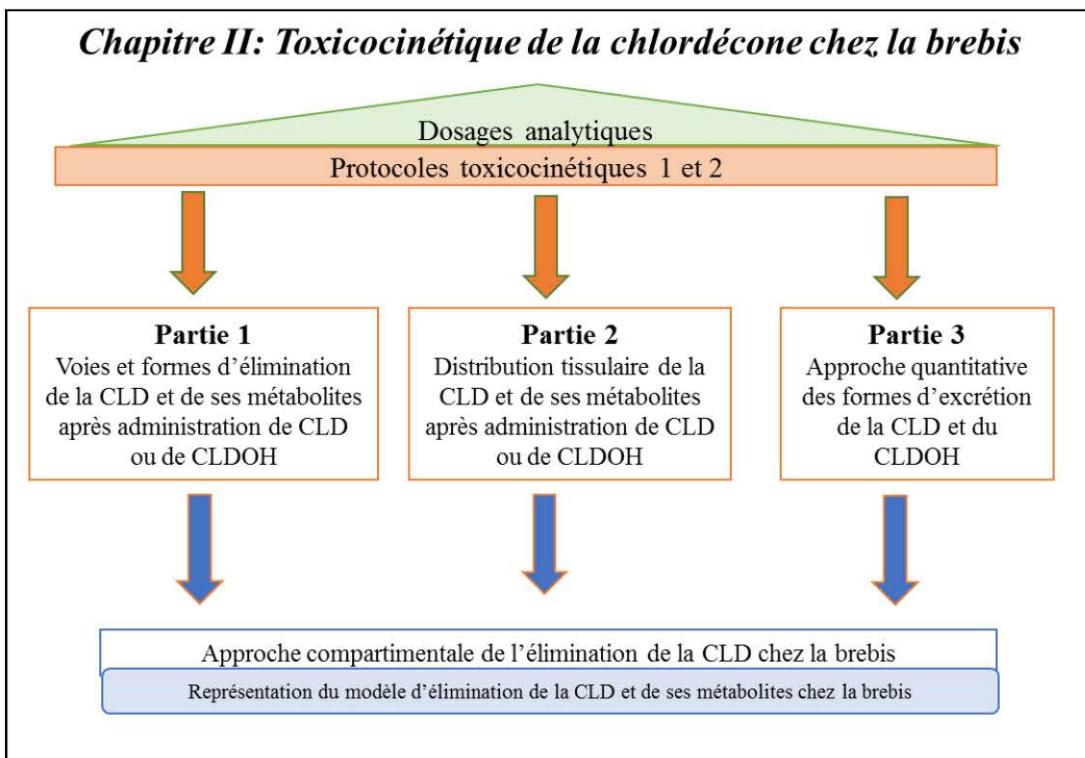 Chapitre II: Toxicocinétique de la chlordécone chez la brebis
Dosages analytiques
Protocoles toxicocinétiques 1 et 2
Partie 1
Voies et formes d'élimination
de la CLD et de ses métabolites
après administration de CLD
ou de CLDOH
Partie 2
Distribution tissulaire de la
CLD et de ses métabolites
après administration de CLD
ou de CLDOH
Partie 3
Approche quantitative
des formes d'excrétion
de la CLD et du
CLDOH
Approche compartimentale de l'élimination de la CLD chez la brebis
Représentation du modèle d'élimination de la CLD et de ses métabolites chez la brebis